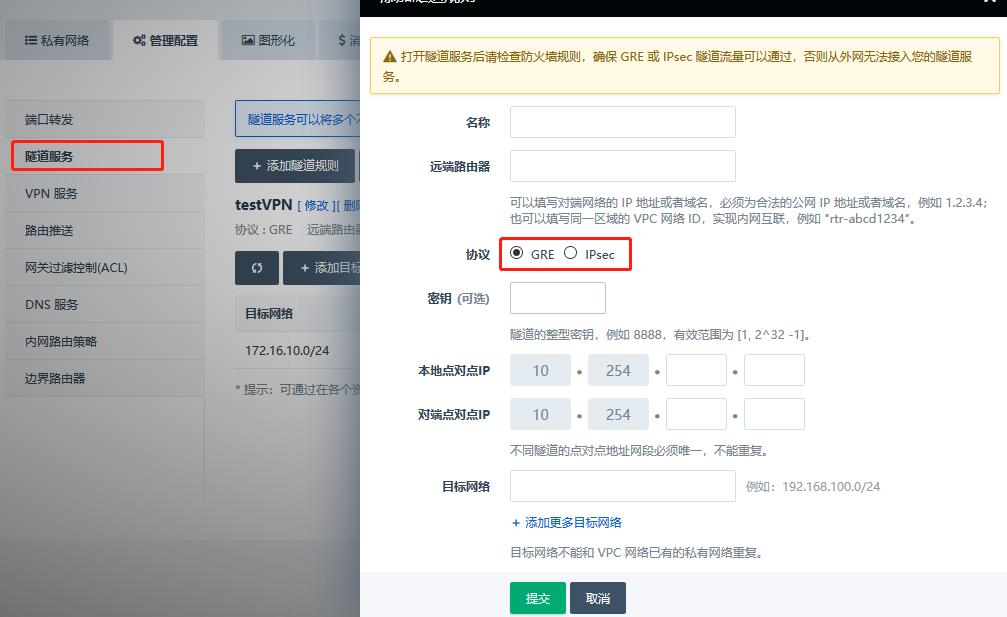 私有网络
管理配置
图形化
$ 消
端口转发
隧道服务
VPN 服务
路由推送
网关过滤控制(ACL)
DNS 服务
内网路由策略
边界路由器
隧道服务可以将多个
+ 添加隧道规则
testVPN [ 修改 ][ 删
协议 : GRE 远端路由
+ 添加目
目标网络
172.16.10.0/24
* 提示：可通过在各个
添加隧道规则
打开隧道服务后请检查防火墙规则，确保 GRE 或 IPsec 隧道流量可以通过，否则从外网无法接入您的隧道服
务。
名称
远端路由器
可以填写对端网络的 IP 地址或者域名，必须为合法的公网 IP 地址或者域名，例如 1.2.3.4；
也可以填写同一区域的 VPC 网络 ID，实现内网互联，例如 "rtr-abcd1234"。
协议 GRE IPsec
密钥 (可选)
隧道的整型密钥，例如 8888，有效范围为 [1, 2^32 -1]。
本地点对点IP 10 • 254 • •
对端点对点IP 10 • 254 • •
不同隧道的点对点地址网段必须唯一，不能重复。
目标网络 例如：192.168.100.0/24
+ 添加更多目标网络
目标网络不能和 VPC 网络已有的私有网络重复。
提交 取消